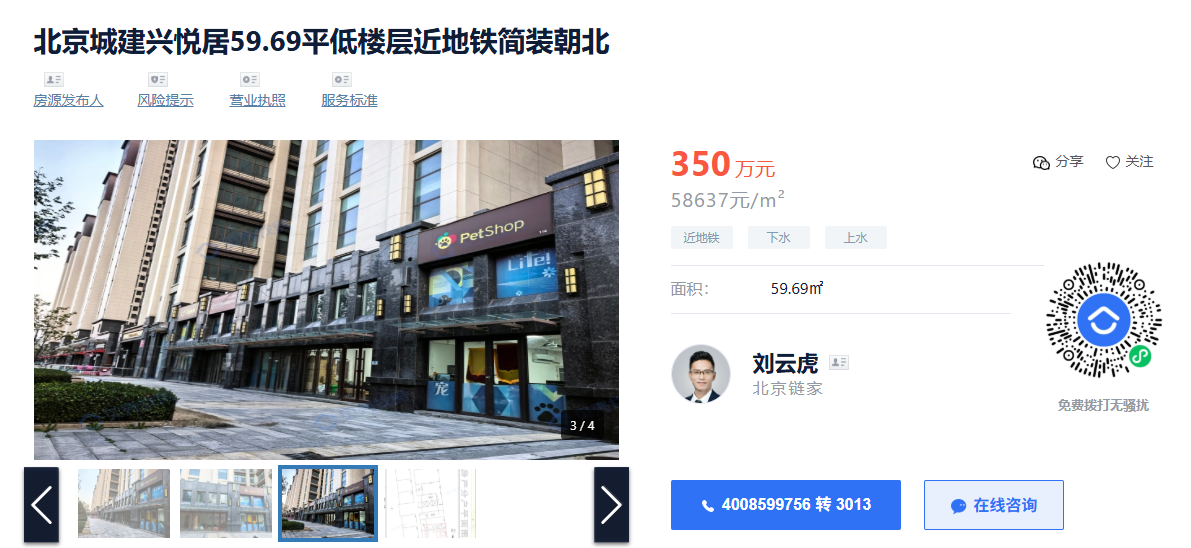 北京城建兴悦居59.69平低楼层近地铁简装朝北
房源发布人 风险提示 营业执照 服务标准
350 万元
分享 关注
58637元/m²
近地铁 下水 上水
PetShop
Life!
面积： 59.69㎡
宠
刘云虎
北京链家
3 / 4
免费拨打无骚扰
4008599756 转 3013 在线咨询